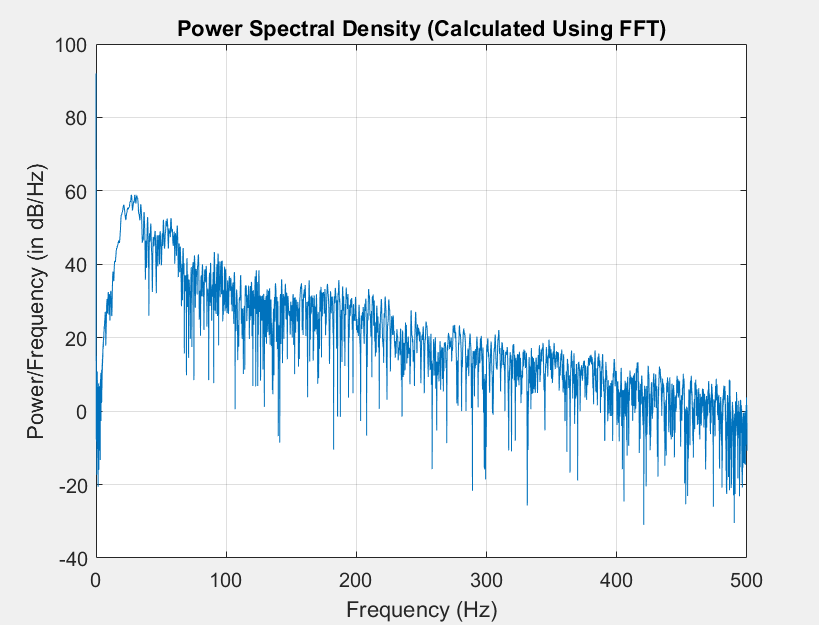 Power Spectral Density (Calculated Using FFT)
100
80
60
40
20
0
-20
-40
Power/Frequency (in dB/Hz)
0 100 200 300 400 500
Frequency (Hz)